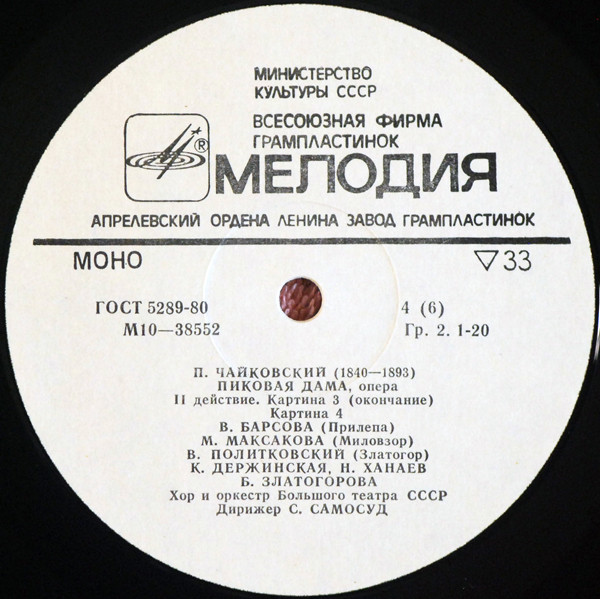 МИНИСТЕРСТВО
КУЛЬТУРЫ СССР
ВСЕСОЮЗНАЯ ФИРМА
ГРАМПЛАСТИНОК
®
МЕЛОДИЯ
АПРЕЛЕВСКИЙ ОРДЕНА ЛЕНИНА ЗАВОД ГРАМПЛАСТИНОК
МОНО ▽33
ГОСТ 5289-80 4 (6)
М10—38552 Гр. 2. 1-20
П. ЧАЙКОВСКИЙ (1840—1893)
ПИКОВАЯ ДАМА, опера
II действие. Картина 3 (окончание)
Картина 4
В. БАРСОВА (Прилепа)
М. МАКСАКОВА (Миловзор)
В. ПОЛИТКОВСКИЙ (Златогор)
К. ДЕРЖИНСКАЯ, Н. ХАНАЕВ
Б. ЗЛАТОГОРОВА
Хор и оркестр Большого театра СССР
Дирижер С. САМОСУД